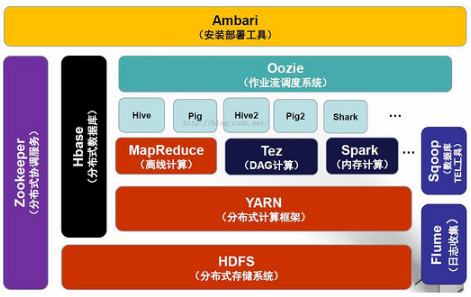 Ambari
(安装部署工具)
Oozie
(作业流调度系统)
Hive
Pig
Hive2
Pig2
Shark
...
http://blog.csdn.net/
MapReduce
(离线计算)
Tez
(DAG计算)
Spark
(内存计算)
...
YARN
(分布式计算框架)
HDFS
(分布式存储系统)
Zookeeper
(分布式协调服务)
Hbase
(分布式数据库)
Sqoop
(数据库
TEL工具)
Flume
(日志收集)